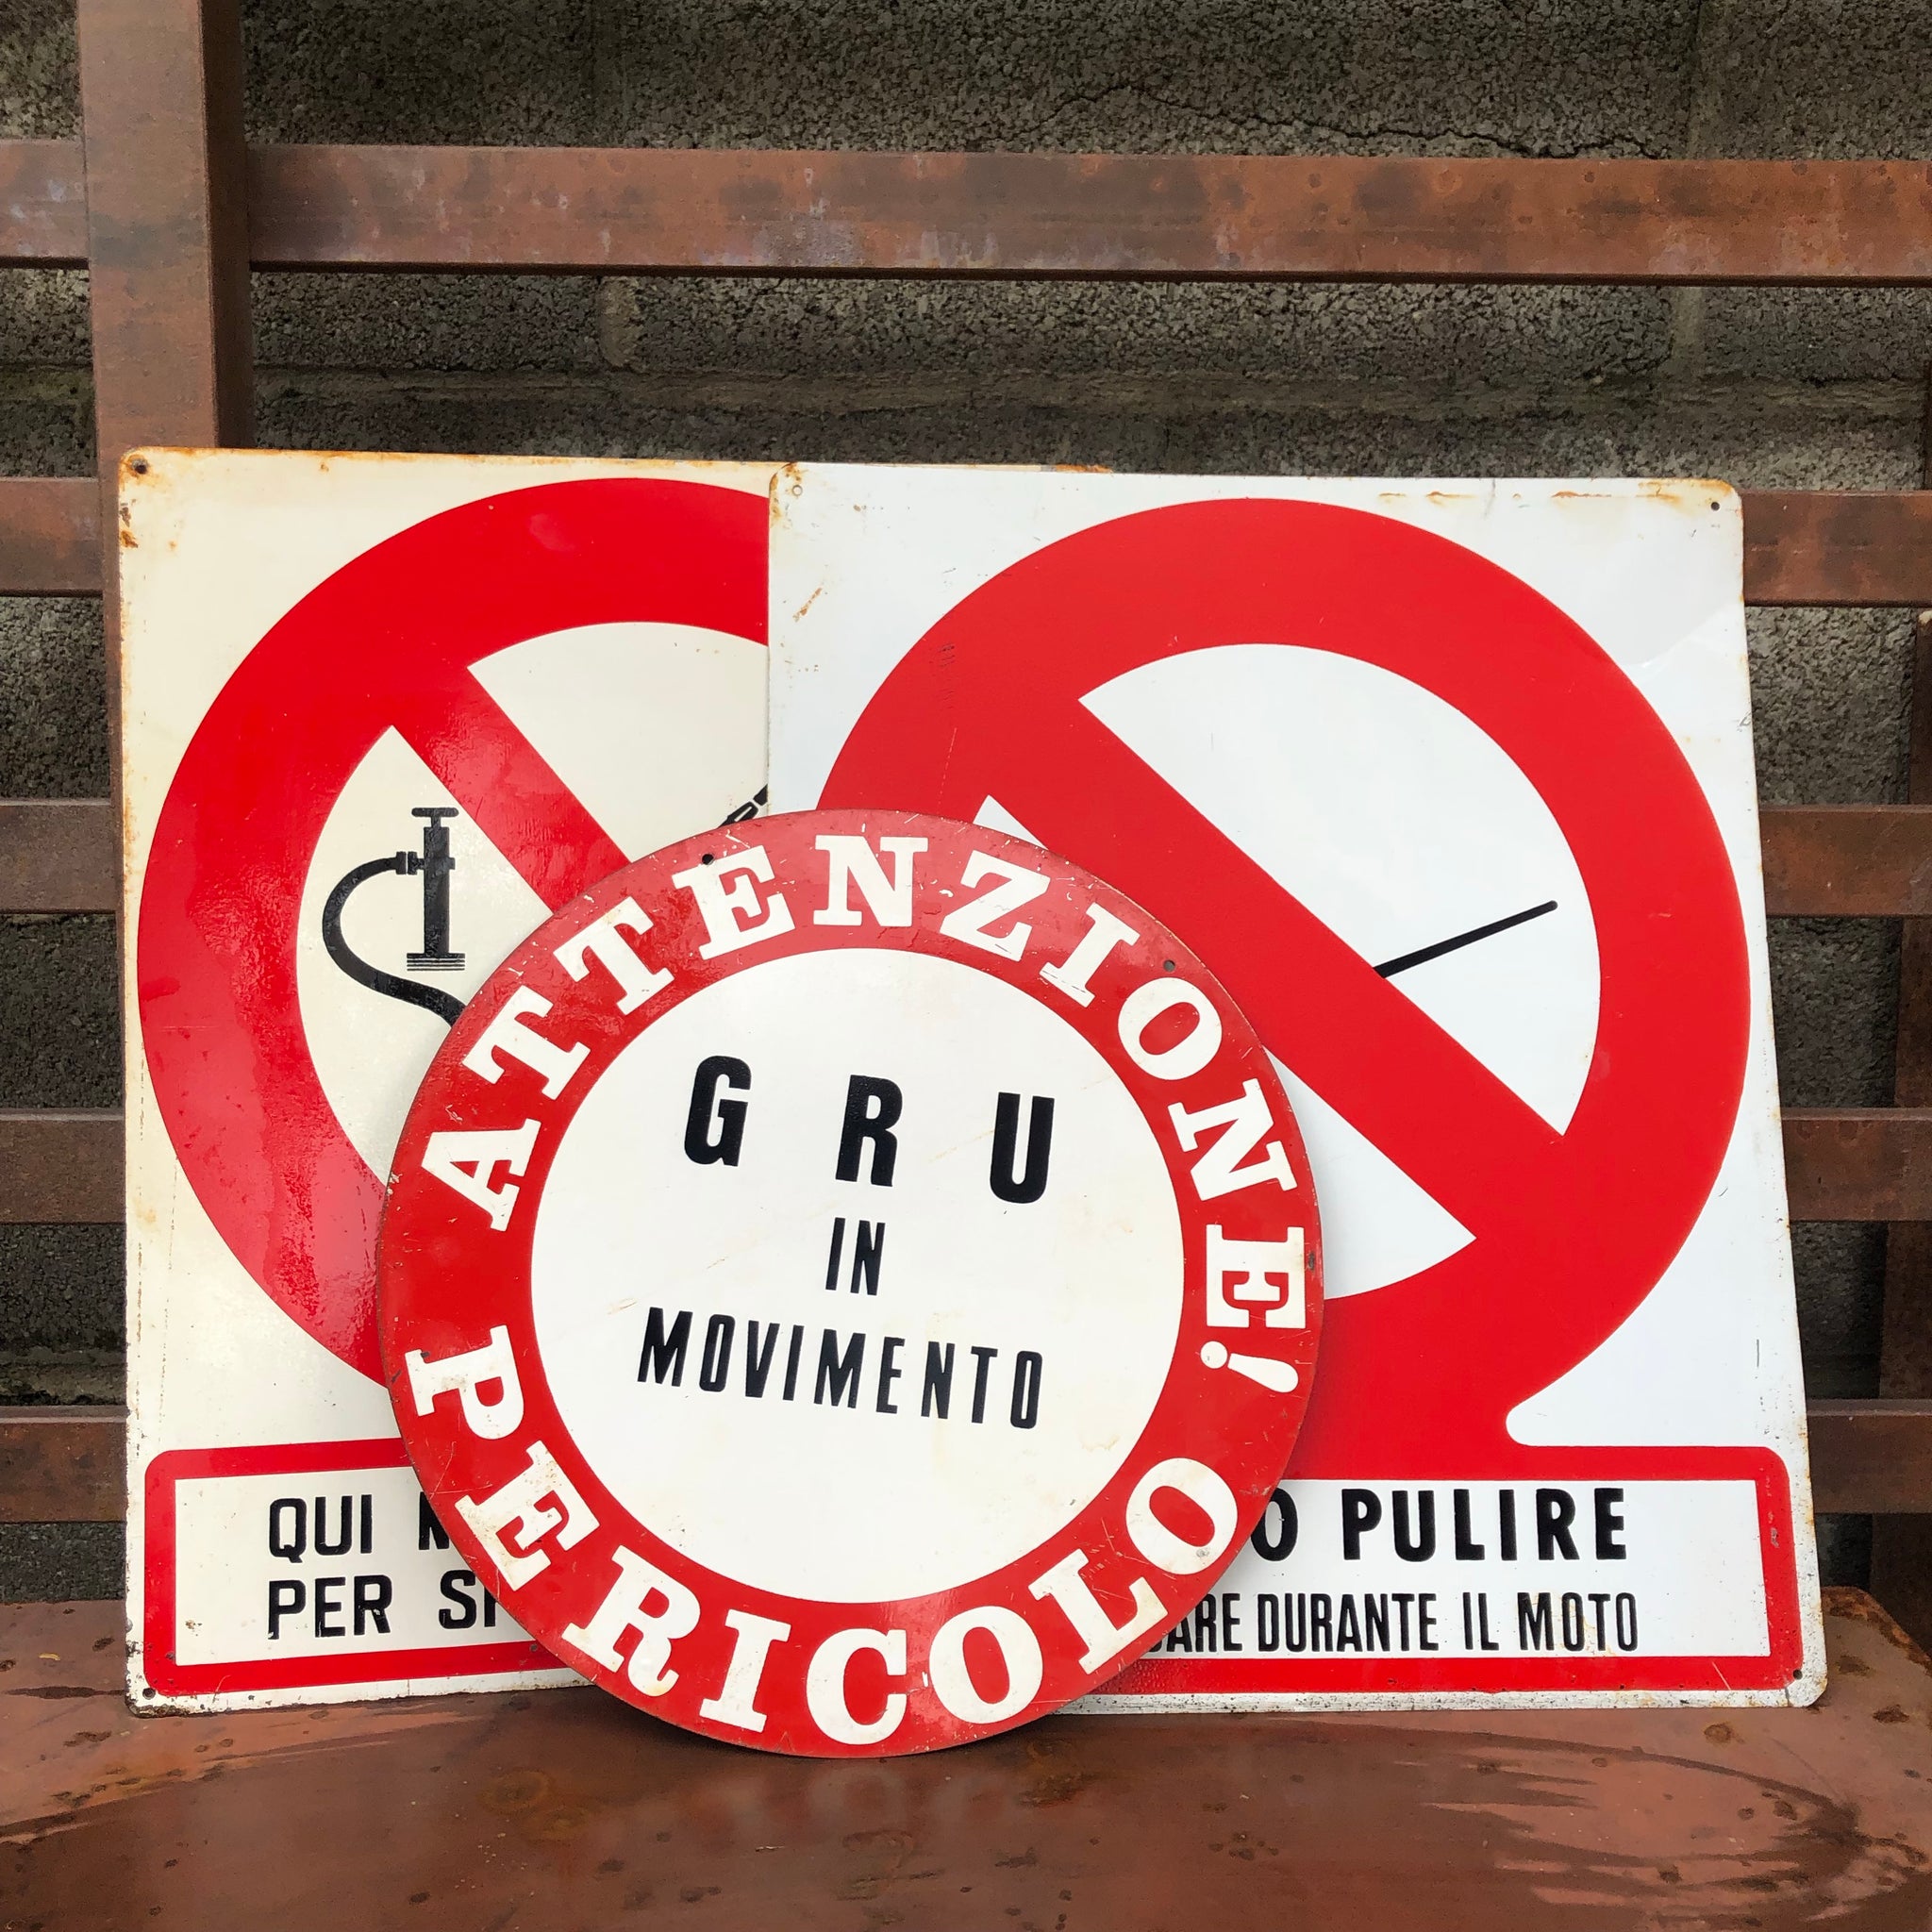 ATTENZIONE!
GRU
IN
MOVIMENTO
PERICOLO
QUI
PER
PULIRE
DURANTE IL MOTO